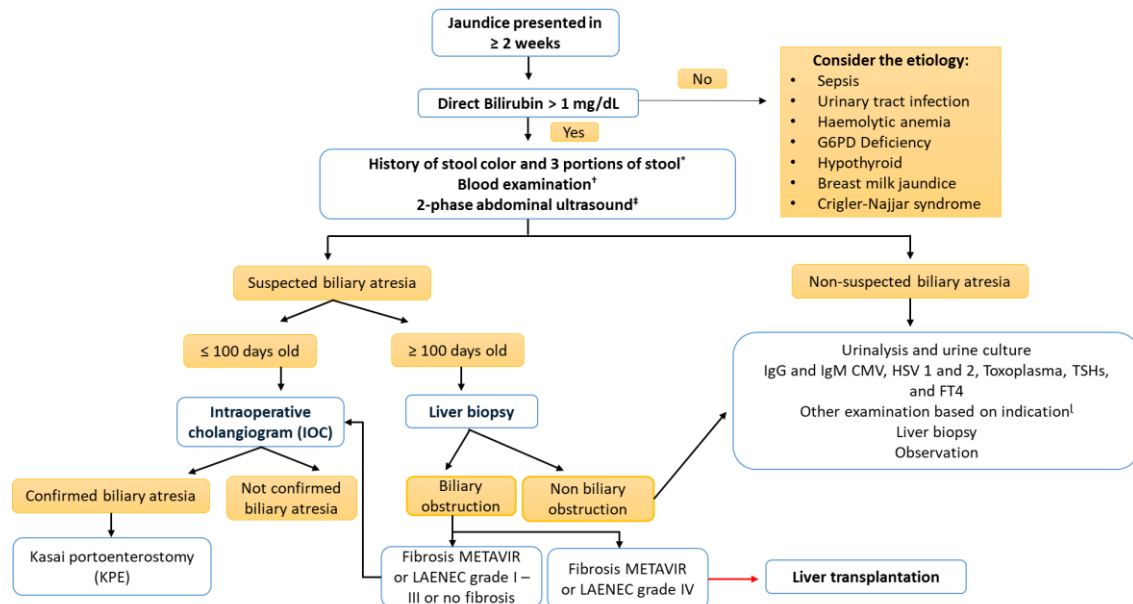 Jaundice presented in
≥ 2 weeks
No
Consider the etiology:
• Sepsis
• Urinary tract infection
• Haemolytic anemia
• G6PD Deficiency
• Hypothyroid
• Breast milk jaundice
• Crigler-Najjar syndrome
Direct Bilirubin > 1 mg/dL
Yes
History of stool color and 3 portions of stool*
Blood examination†
2-phase abdominal ultrasound‡
Suspected biliary atresia
Non-suspected biliary atresia
≤ 100 days old
≥ 100 days old
Urinalysis and urine culture
IgG and IgM CMV, HSV 1 and 2, Toxoplasma, TSHs,
and FT4
Other examination based on indicationˡ
Liver biopsy
Observation
Intraoperative
cholangiogram (IOC)
Liver biopsy
Confirmed biliary atresia
Not confirmed
biliary atresia
Biliary
obstruction
Non biliary
obstruction
Kasai portoenterostomy
(KPE)
Fibrosis METAVIR
or LAENEC grade I –
III or no fibrosis
Fibrosis METAVIR
or LAENEC grade IV
Liver transplantation